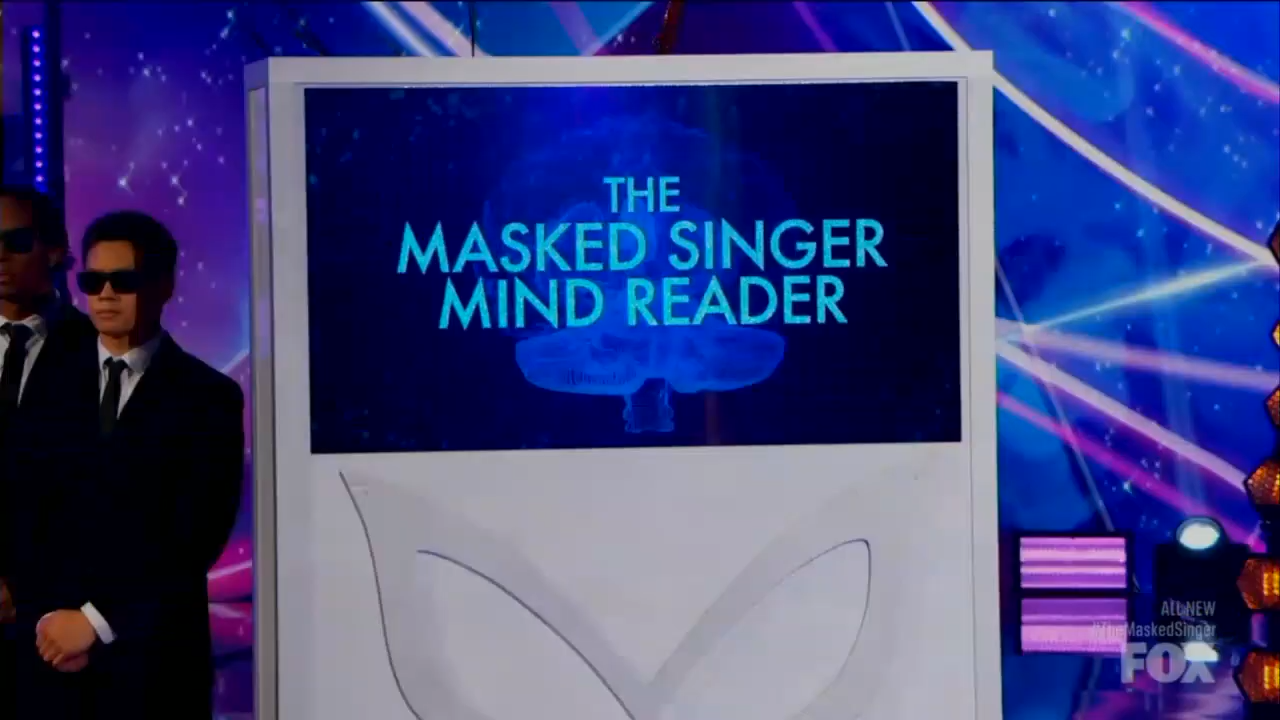 THE
MASKED SINGER
MIND READER
ALL NEW
#TheMaskedSinger
FOX